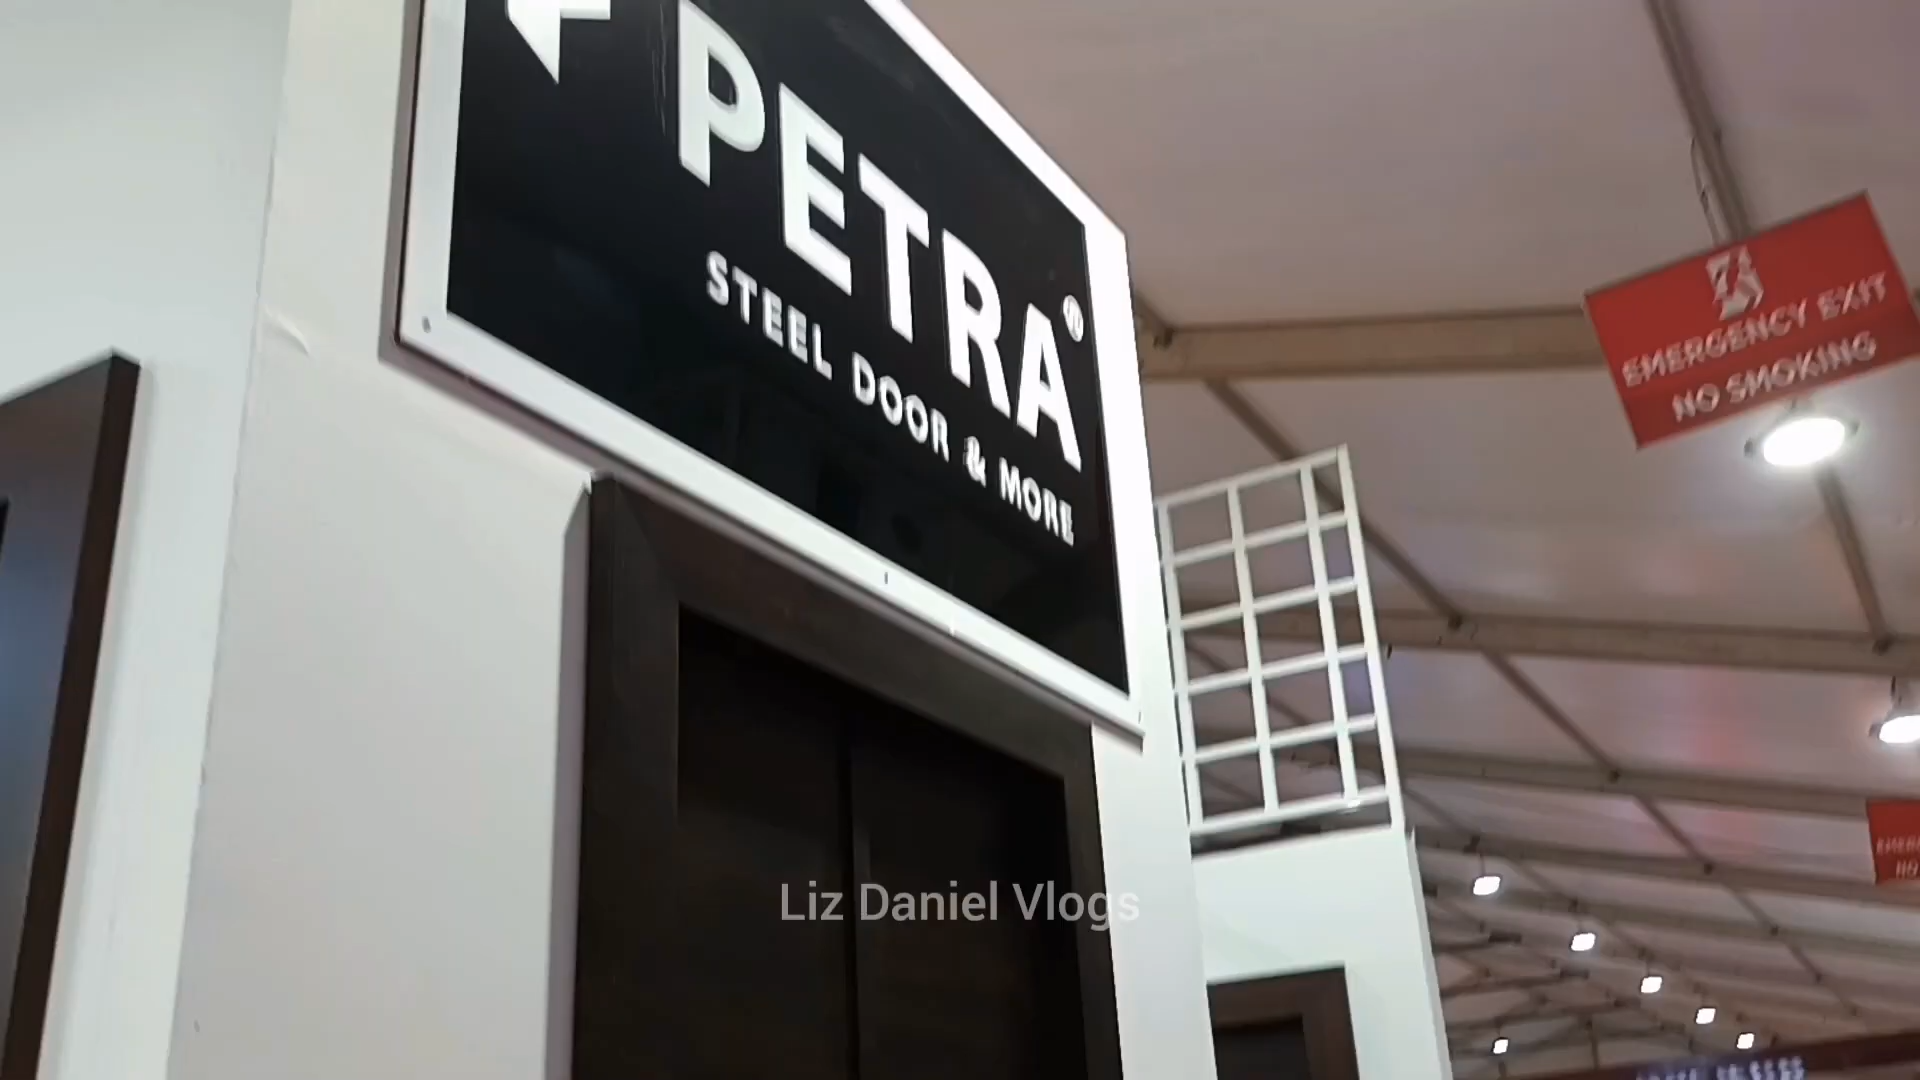 PETRA®
STEEL DOOR & MORE
EMERGENCY EXIT
NO SMOKING
Liz Daniel Vlogs